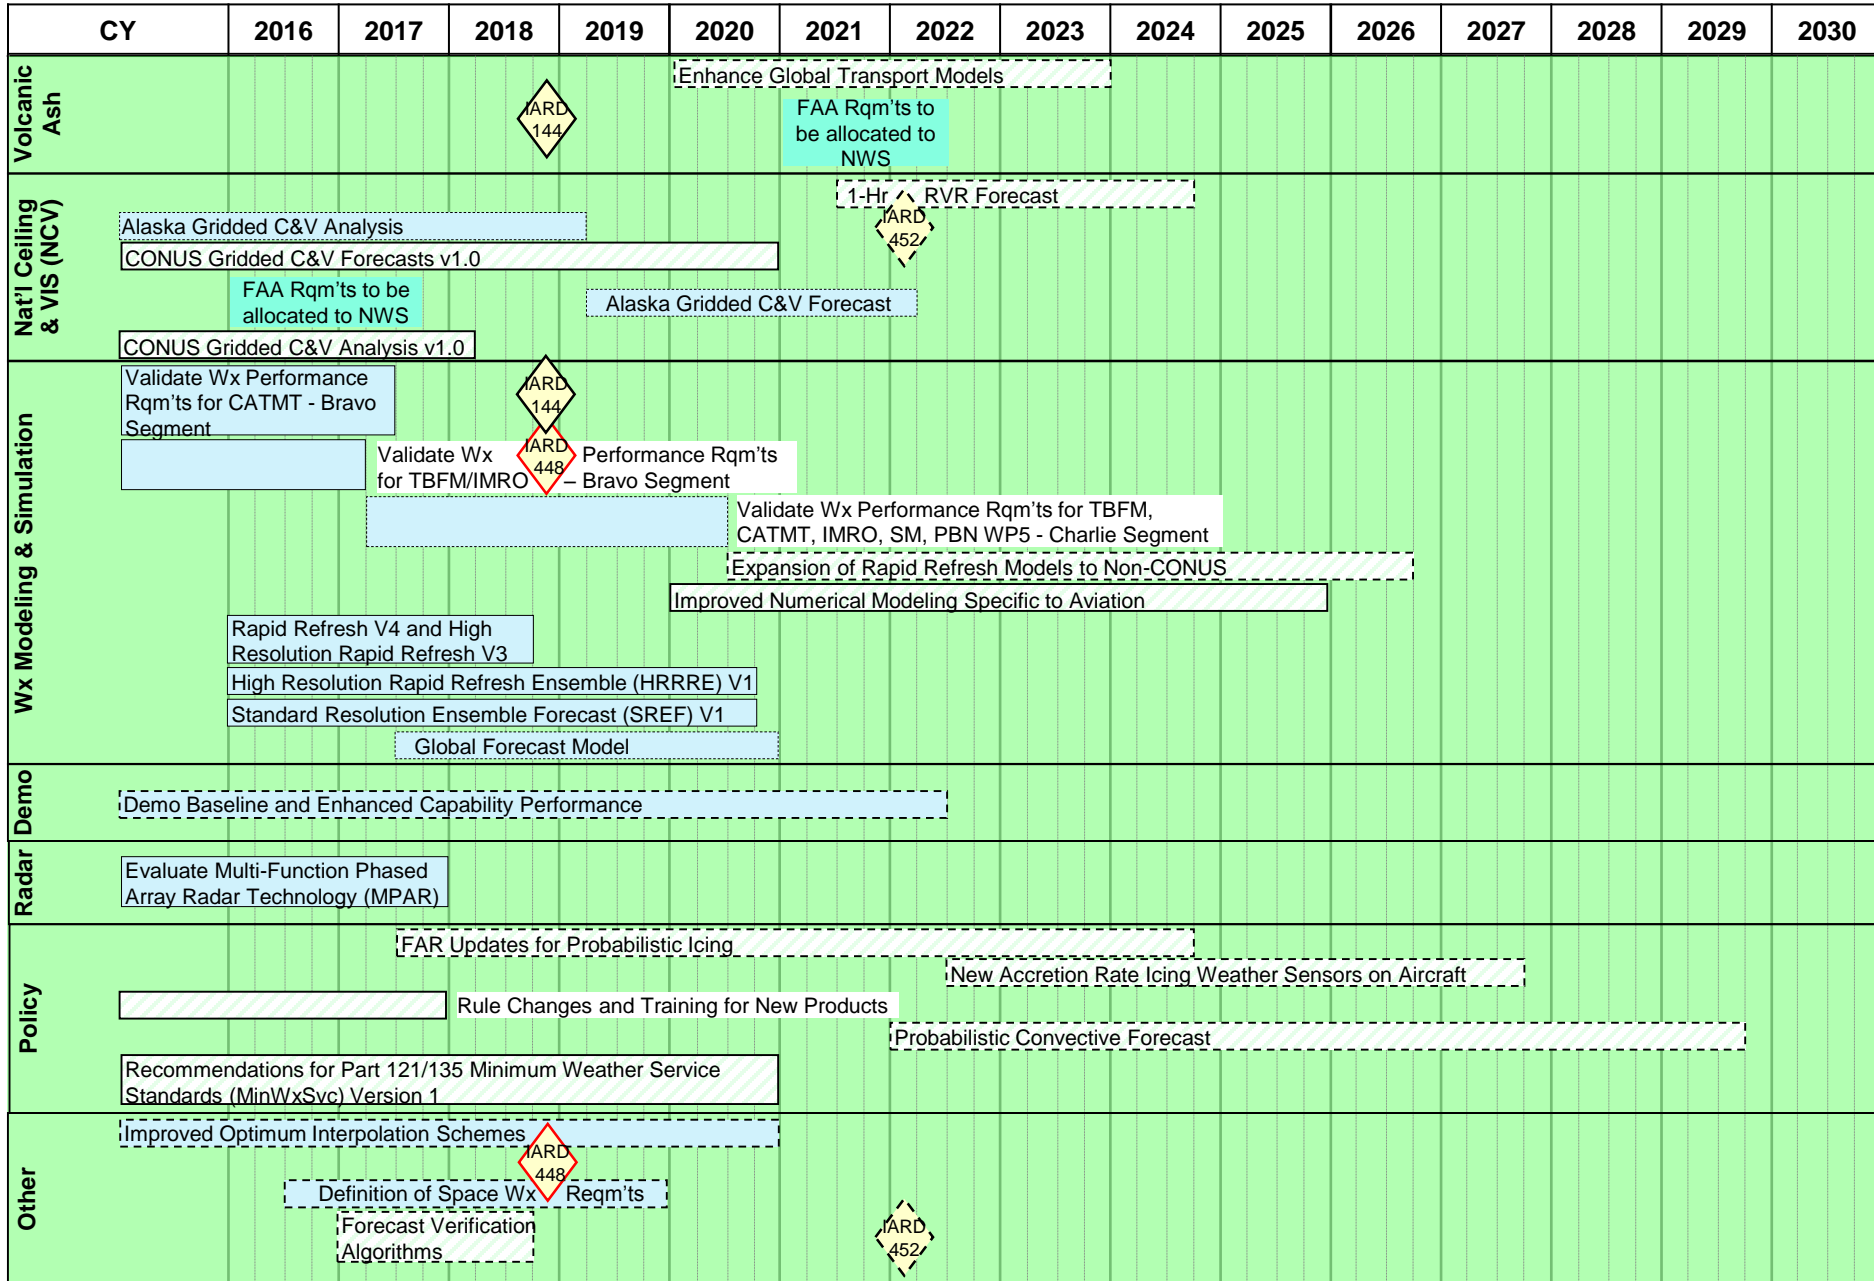 CY 2016 2017 2018 2019 2020 2021 2022 2023 2024 2025 2026 2027 2028 2029 2030
Volcanic
Ash
Enhance Global Transport Models
IARD
144
FAA Rqm'ts to
be allocated to
NWS
Nat'l Ceiling
& VIS (NCV)
1-Hr RVR Forecast
IARD
452
Alaska Gridded C&V Analysis
CONUS Gridded C&V Forecasts v1.0
FAA Rqm'ts to be
allocated to NWS
Alaska Gridded C&V Forecast
CONUS Gridded C&V Analysis v1.0
Wx Modeling & Simulation
Validate Wx Performance
Rqm'ts for CATMT - Bravo
Segment
IARD
144
IARD
448
Validate Wx Performance Rqm'ts
for TBFM/IMRO – Bravo Segment
Validate Wx Performance Rqm'ts for TBFM,
CATMT, IMRO, SM, PBN WP5 - Charlie Segment
Expansion of Rapid Refresh Models to Non-CONUS
Improved Numerical Modeling Specific to Aviation
Rapid Refresh V4 and High
Resolution Rapid Refresh V3
High Resolution Rapid Refresh Ensemble (HRRRE) V1
Standard Resolution Ensemble Forecast (SREF) V1
Global Forecast Model
Demo
Demo Baseline and Enhanced Capability Performance
Radar
Evaluate Multi-Function Phased
Array Radar Technology (MPAR)
Policy
FAR Updates for Probabilistic Icing
New Accretion Rate Icing Weather Sensors on Aircraft
Rule Changes and Training for New Products
Probabilistic Convective Forecast
Recommendations for Part 121/135 Minimum Weather Service
Standards (MinWxSvc) Version 1
Other
Improved Optimum Interpolation Schemes
IARD
448
Definition of Space Wx Reqm'ts
Forecast Verification
Algorithms
IARD
452